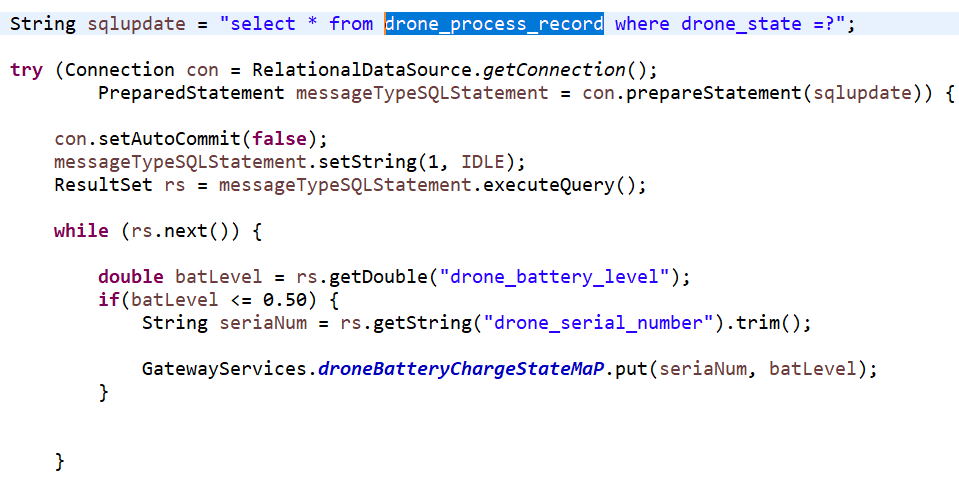 String sqlupdate = "select * from drone_process_record where drone_state =?";
try (Connection con = RelationalDataSource.getConnection();
PreparedStatement messageTypeSQLStatement = con.prepareStatement(sqlupdate)) {
con.setAutoCommit(false);
messageTypeSQLStatement.setString(1, IDLE);
ResultSet rs = messageTypeSQLStatement.executeQuery();
while (rs.next()) {
double batLevel = rs.getDouble("drone_battery_level");
if(batLevel <= 0.50) {
String seriaNum = rs.getString("drone_serial_number").trim();
GatewayServices.droneBatteryChargeStateMaP.put(seriaNum, batLevel);
}
}